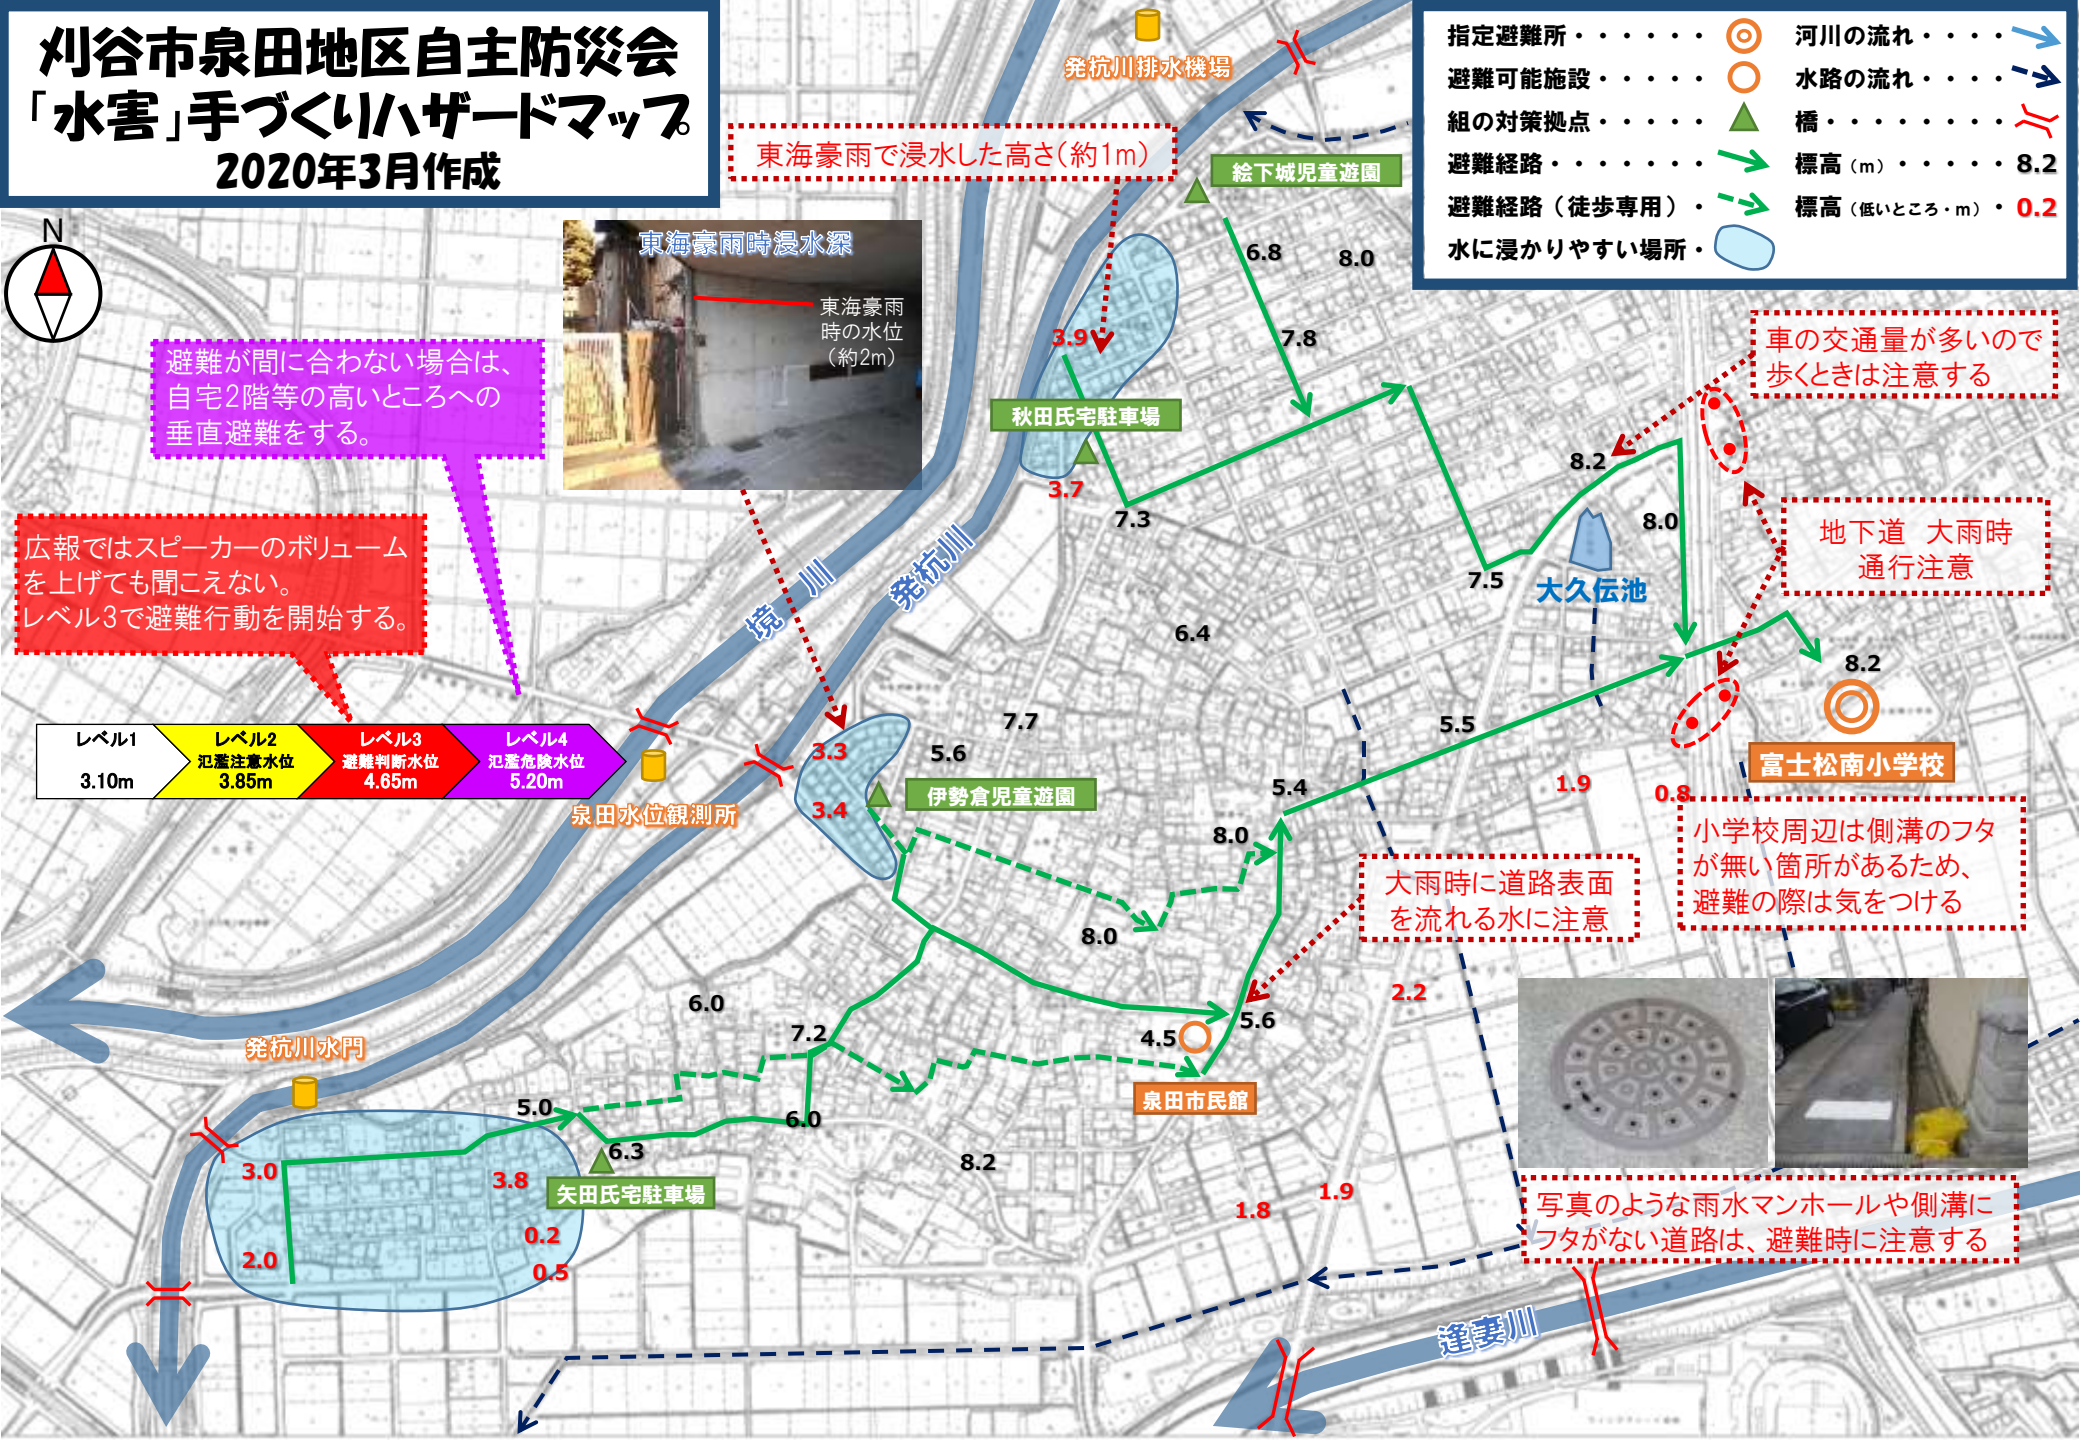 刈谷市泉田地区自主防災会
「水害」手づくりハザードマップ
2020年3月作成
指定避難所・・・・・・
避難可能施設・・・・・
組の対策拠点・・・・・
避難経路・・・・・・・
避難経路（徒歩専用）・
水に浸かりやすい場所・
河川の流れ・・・・
水路の流れ・・・・
橋・・・・・・・・
標高（m）・・・・・8.2
標高（低いところ・m）・0.2
N
発杭川排水機場
東海豪雨で浸水した高さ(約1m)
絵下城児童遊園
東海豪雨時浸水深
東海豪雨
時の水位
（約2m）
6.8
8.0
7.8
3.9
車の交通量が多いので
歩くときは注意する
避難が間に合わない場合は、
自宅2階等の高いところへの
垂直避難をする。
秋田氏宅駐車場
3.7
7.3
8.2
8.0
7.5
大久伝池
地下道　大雨時
通行注意
広報ではスピーカーのボリューム
を上げても聞こえない。
レベル3で避難行動を開始する。
境川
発杭川
6.4
8.2
富士松南小学校
レベル1
3.10m
レベル2
氾濫注意水位
3.85m
レベル3
避難判断水位
4.65m
レベル4
氾濫危険水位
5.20m
泉田水位観測所
7.7
5.6
3.3
3.4
伊勢倉児童遊園
5.5
5.4
8.0
1.9
0.8
小学校周辺は側溝のフタ
が無い箇所があるため、
避難の際は気をつける
大雨時に道路表面
を流れる水に注意
8.0
2.2
6.0
7.2
4.5
5.6
泉田市民館
発杭川水門
5.0
6.0
6.3
8.2
3.0
3.8
矢田氏宅駐車場
2.0
0.2
0.5
1.8
1.9
写真のような雨水マンホールや側溝に
フタがない道路は、避難時に注意する
逢妻川